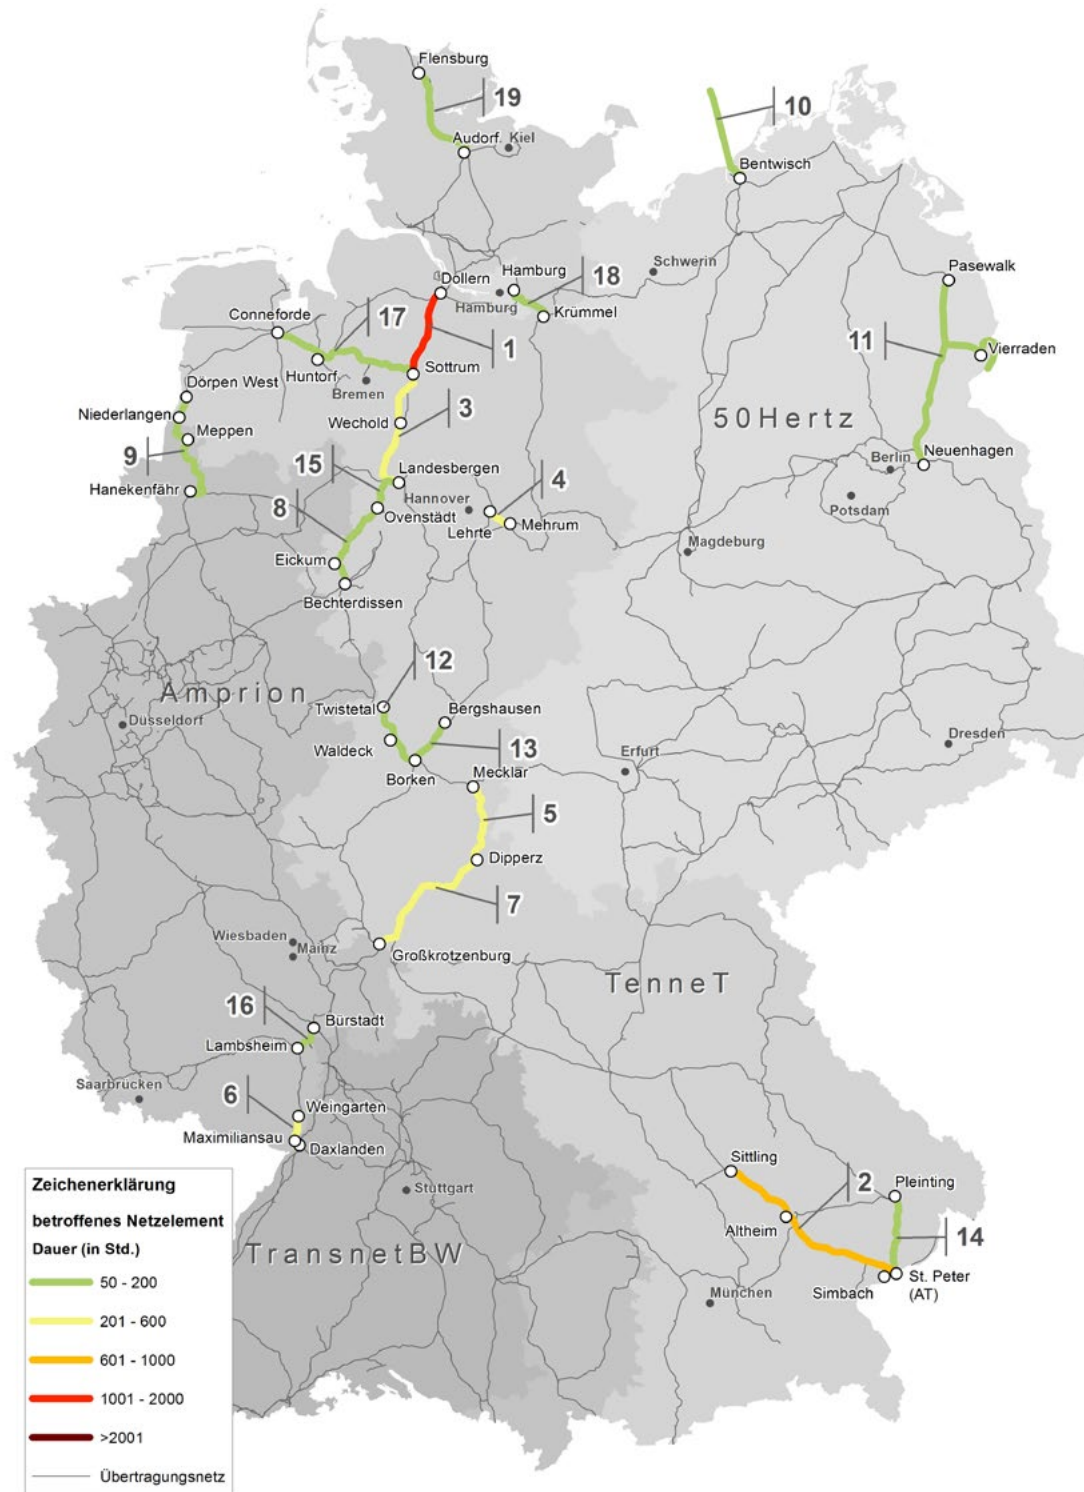 Flensburg
19
Audorf
Kiel
10
Bentwisch
Schwerin
Pasewalk
Dollern
Hamburg
18
Hamburg
Krümmel
Conneforde
17
1
11
Vierraden
Huntorf
Sottrum
Bremen
Dörpen West
Niederlangen
Wechold
3
50Hertz
Meppen
9
15
Landesbergen
Berlin
Neuenhagen
Hanekenfähr
8
Hannover
4
Potsdam
Ovenstädt
Lehrte
Mehrum
Magdeburg
Eickum
Bechterdissen
12
Amprion
Twistetal
Bergshausen
Düsseldorf
Waldeck
13
Erfurt
Dresden
Borken
Mecklar
5
Dipperz
7
Wiesbaden
Mainz
Großkrotzenburg
TenneT
16
Bürstadt
Lambsheim
Saarbrücken
6
Weingarten
Maximiliansau
Daxlanden
Sittling
2
Pleinting
Stuttgart
Altheim
14
TransnetBW
München
Simbach
St. Peter
(AT)
Zeichenerklärung
betroffenes Netzelement
Dauer (in Std.)
50 - 200
201 - 600
601 - 1000
1001 - 2000
>2001
Übertragungsnetz